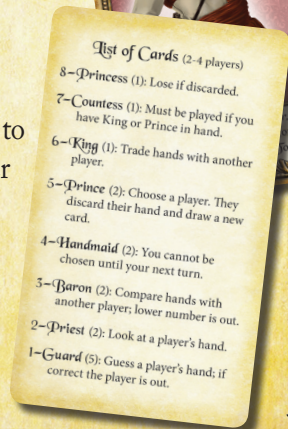 List of Cards (2-4 players)
8–Princess (1): Lose if discarded.
7–Countess (1): Must be played if you
have King or Prince in hand.
6–King (1): Trade hands with another
player.
5–Prince (2): Choose a player. They
discard their hand and draw a new
card.
4–Handmaid (2): You cannot be
chosen until your next turn.
3–Baron (2): Compare hands with
another player; lower number is out.
2–Priest (2): Look at a player's hand.
1–Guard (5): Guess a player's hand; if
correct the player is out.
to
r